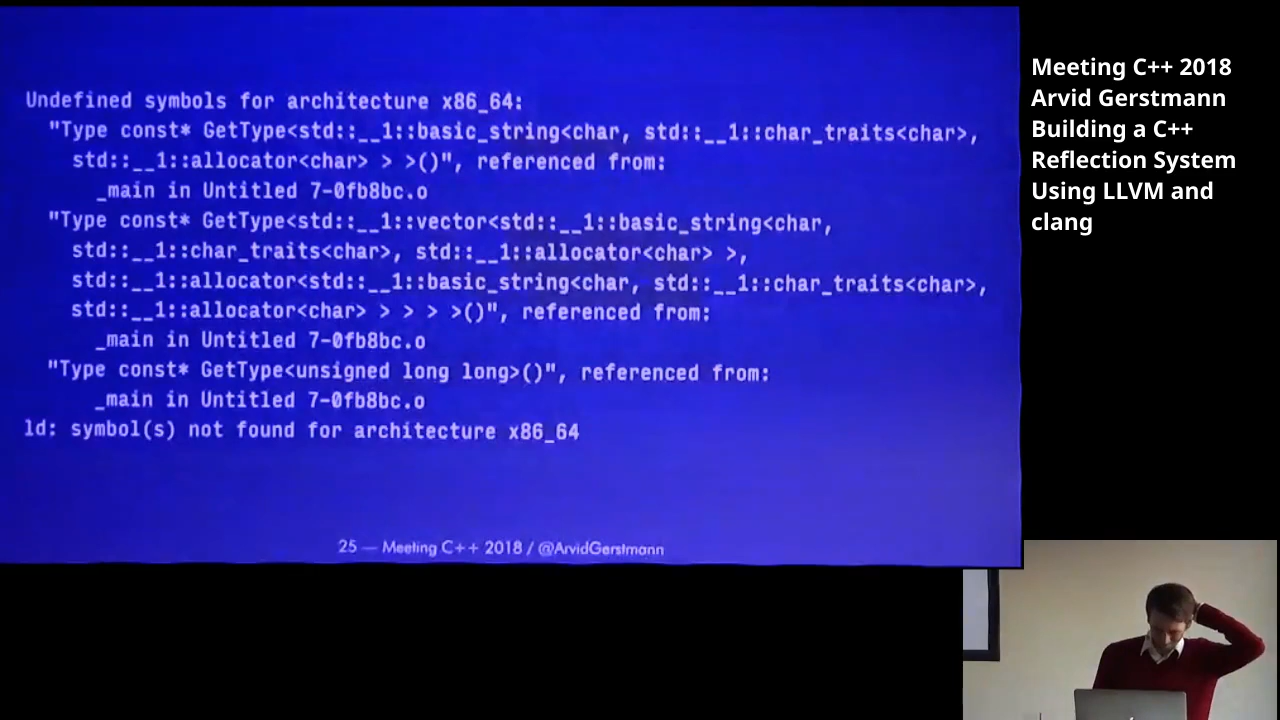 Undefined symbols for architecture x86_64:
"Type const* GetType<std::__1::basic_string<char, std::__1::char_traits<char>,
std::__1::allocator<char> > >()", referenced from:
_main in Untitled 7-0fb8bc.o
"Type const* GetType<std::__1::vector<std::__1::basic_string<char,
std::__1::char_traits<char>, std::__1::allocator<char> >,
std::__1::allocator<std::__1::basic_string<char, std::__1::char_traits<char>,
std::__1::allocator<char> > > > >()", referenced from:
_main in Untitled 7-0fb8bc.o
"Type const* GetType<unsigned long long>()", referenced from:
_main in Untitled 7-0fb8bc.o
ld: symbol(s) not found for architecture x86_64
25 — Meeting C++ 2018 / @ArvidGerstmann
Meeting C++ 2018
Arvid Gerstmann
Building a C++
Reflection System
Using LLVM and
clang